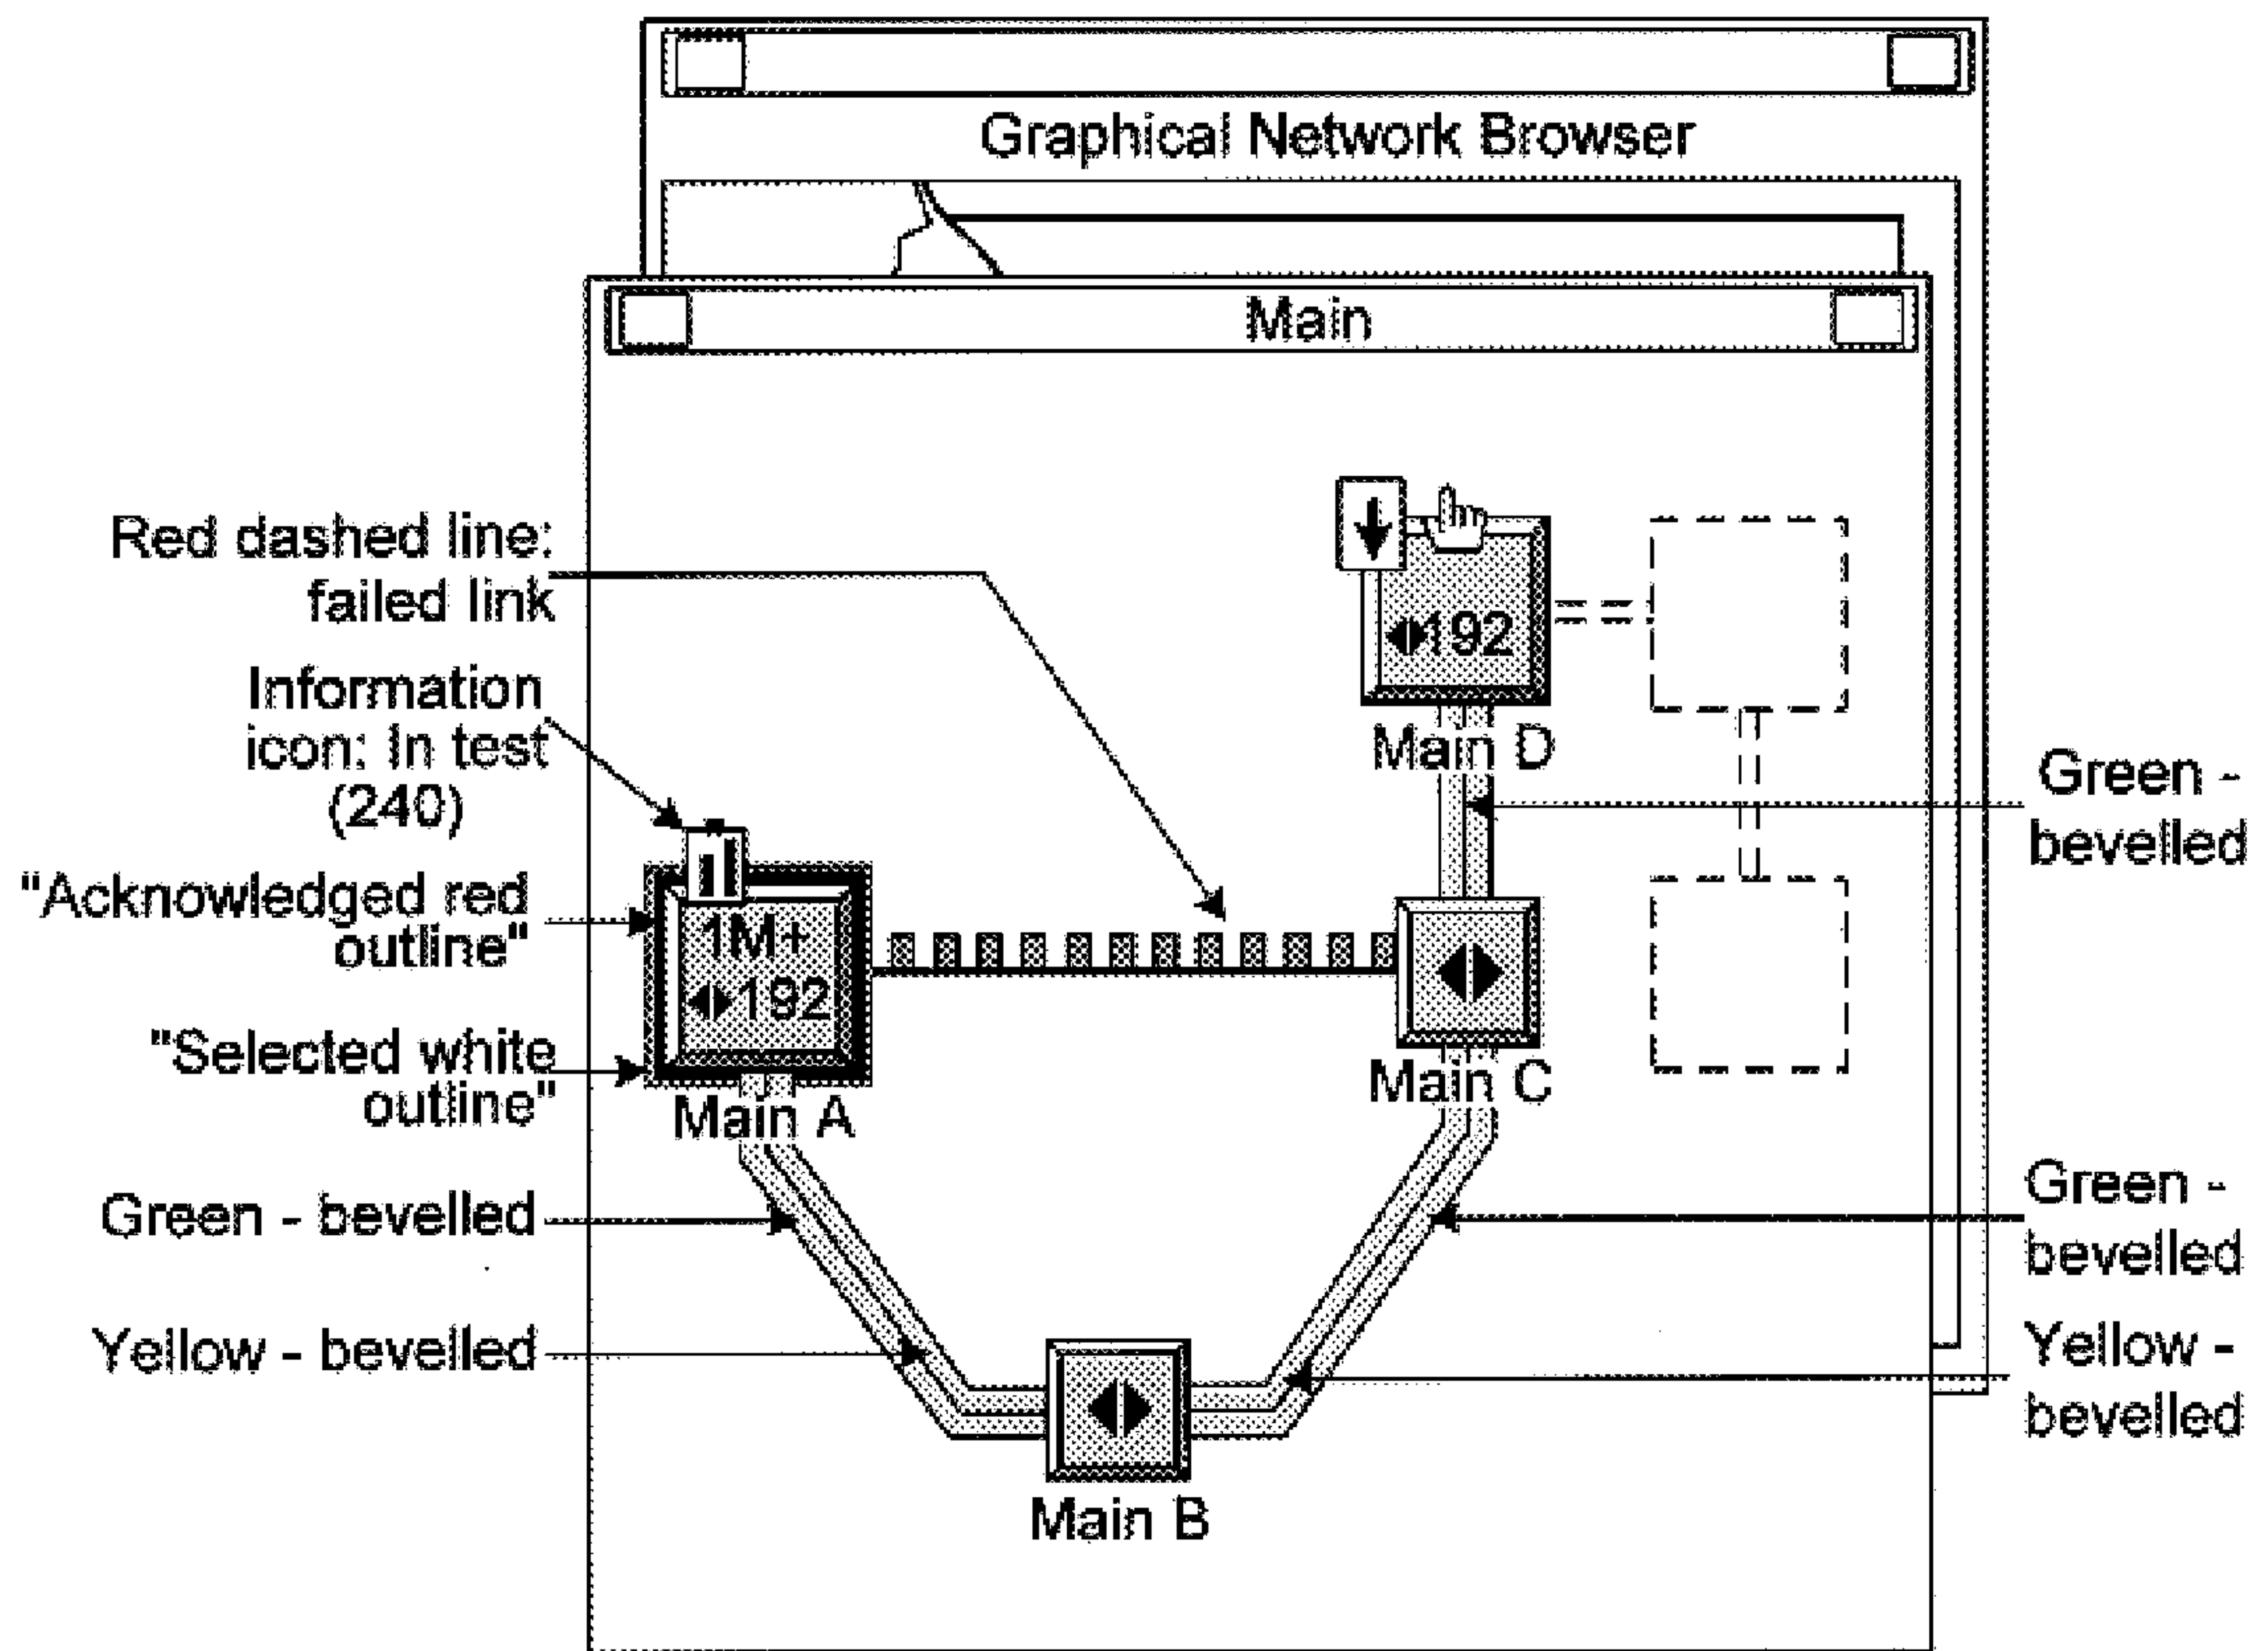 Graphical Network Browser
Main
Red dashed line:
failed link
Information
icon: In test
(240)
"Acknowledged red
outline"
"Selected white
outline"
Green - bevelled
Yellow - bevelled
192
Main D
1M+
192
Main A
Main C
Main B
Green -
bevelled
Green -
bevelled
Yellow -
bevelled